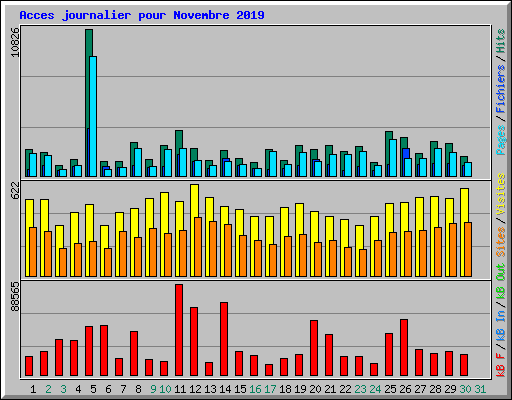 Acces journalier pour Novembre 2019
10826
622
88565
Pages / Fichiers / Hits
Sites / Visites
kB F / kB In / kB Out
1 2 3 4 5 6 7 8 9 10 11 12 13 14 15 16 17 18 19 20 21 22 23 24 25 26 27 28 29 30 31